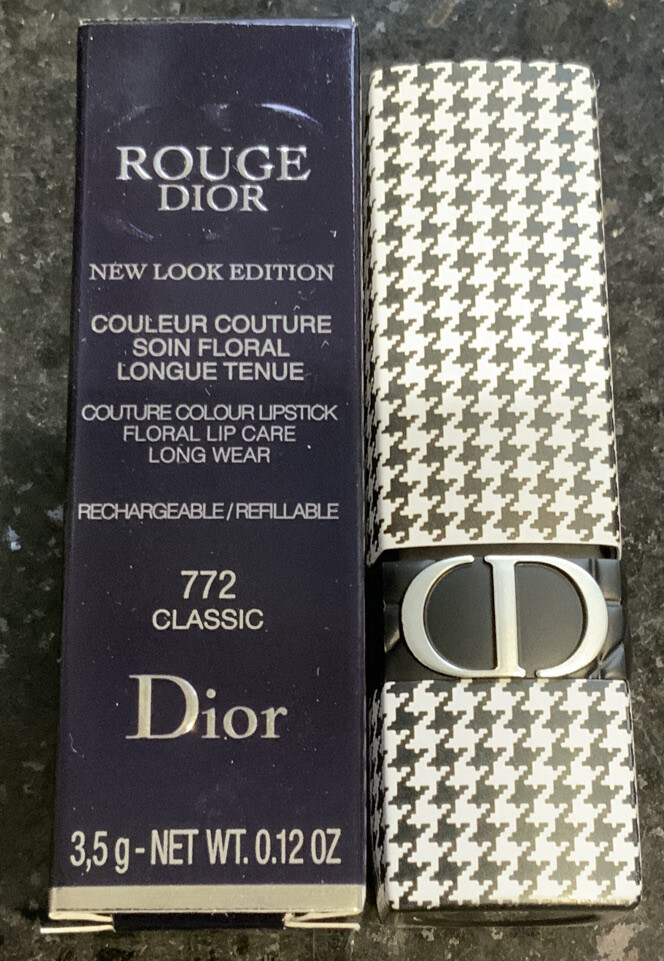 ROUGE
DIOR
NEW LOOK EDITION
COULEUR COUTURE
SOIN FLORAL
LONGUE TENUE
COUTURE COLOUR LIPSTICK
FLORAL LIP CARE
LONG WEAR
RECHARGEABLE/REFILLABLE
772
CLASSIC
Dior
3,5 g - NET WT. 0.12 OZ
CD